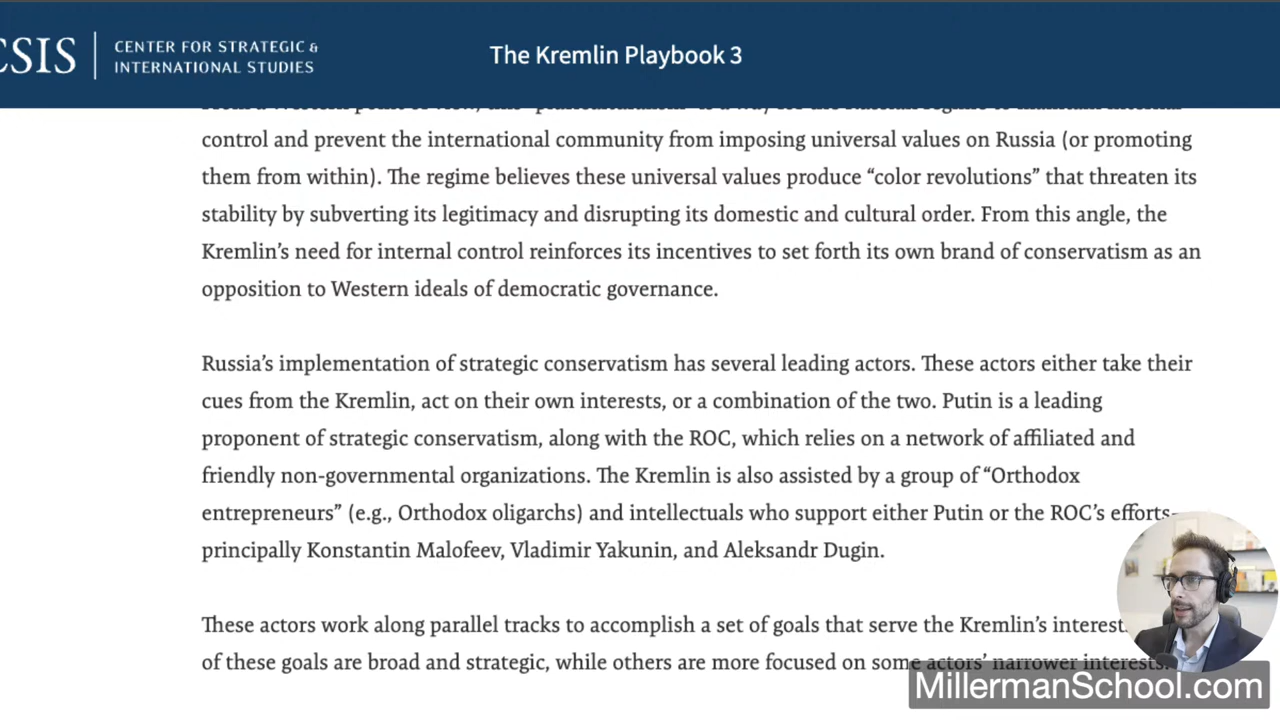 CSIS
CENTER FOR STRATEGIC &
INTERNATIONAL STUDIES
The Kremlin Playbook 3
control and prevent the international community from imposing universal values on Russia (or promoting
them from within). The regime believes these universal values produce “color revolutions” that threaten its
stability by subverting its legitimacy and disrupting its domestic and cultural order. From this angle, the
Kremlin’s need for internal control reinforces its incentives to set forth its own brand of conservatism as an
opposition to Western ideals of democratic governance.
Russia’s implementation of strategic conservatism has several leading actors. These actors either take their
cues from the Kremlin, act on their own interests, or a combination of the two. Putin is a leading
proponent of strategic conservatism, along with the ROC, which relies on a network of affiliated and
friendly non-governmental organizations. The Kremlin is also assisted by a group of “Orthodox
entrepreneurs” (e.g., Orthodox oligarchs) and intellectuals who support either Putin or the ROC’s efforts—
principally Konstantin Malofeev, Vladimir Yakunin, and Aleksandr Dugin.
These actors work along parallel tracks to accomplish a set of goals that serve the Kremlin’s interest
of these goals are broad and strategic, while others are more focused on some actors’ narrower interests.
MillermanSchool.com